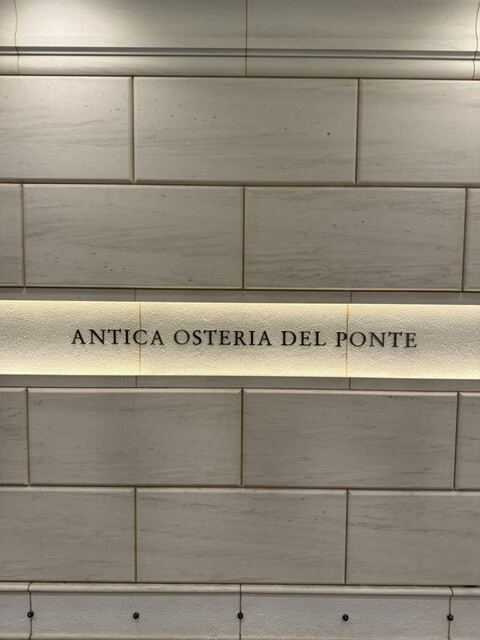 ANTICA OSTERIA DEL PONTE